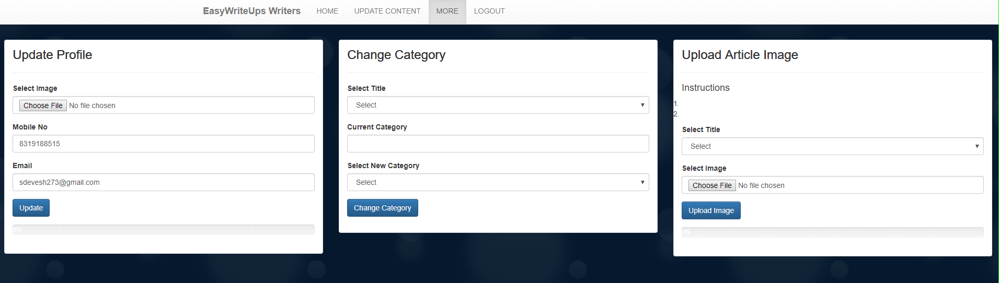 EasyWriteUps Writers HOME UPDATE CONTENT MORE LOGOUT
Update Profile
Select Image
Choose File No file chosen
Mobile No
8319188515
Email
sdevesh273@gmail.com
Update
0%
Change Category
Select Title
Select
Current Category
Select New Category
Select
Change Category
Upload Article Image
Instructions
1.
2.
Select Title
Select
Select Image
Choose File No file chosen
Upload Image
0%